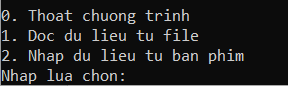 0. Thoat chuong trinh
1. Doc du lieu tu file
2. Nhap du lieu tu ban phim
Nhap lua chon: